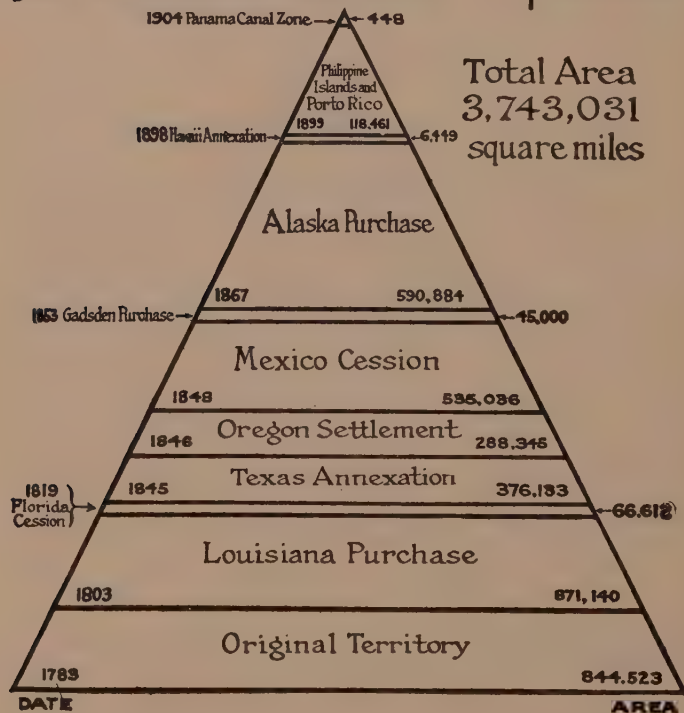 1904 Panama Canal Zone 448
Philippine
Islands and
Porto Rico
1899 118.461
Total Area
3,743,031
square miles
1898 Hawaii Annexation 6,449
Alaska Purchase
1867 590,884
1853 Gadsden Purchase 45,000
Mexico Cession
1848 535,036
Oregon Settlement
1846 288,345
Texas Annexation
1845 376,133
1819
Florida
Cession
66.612
Louisiana Purchase
1803 871,140
Original Territory
1783 844.523
DATE AREA